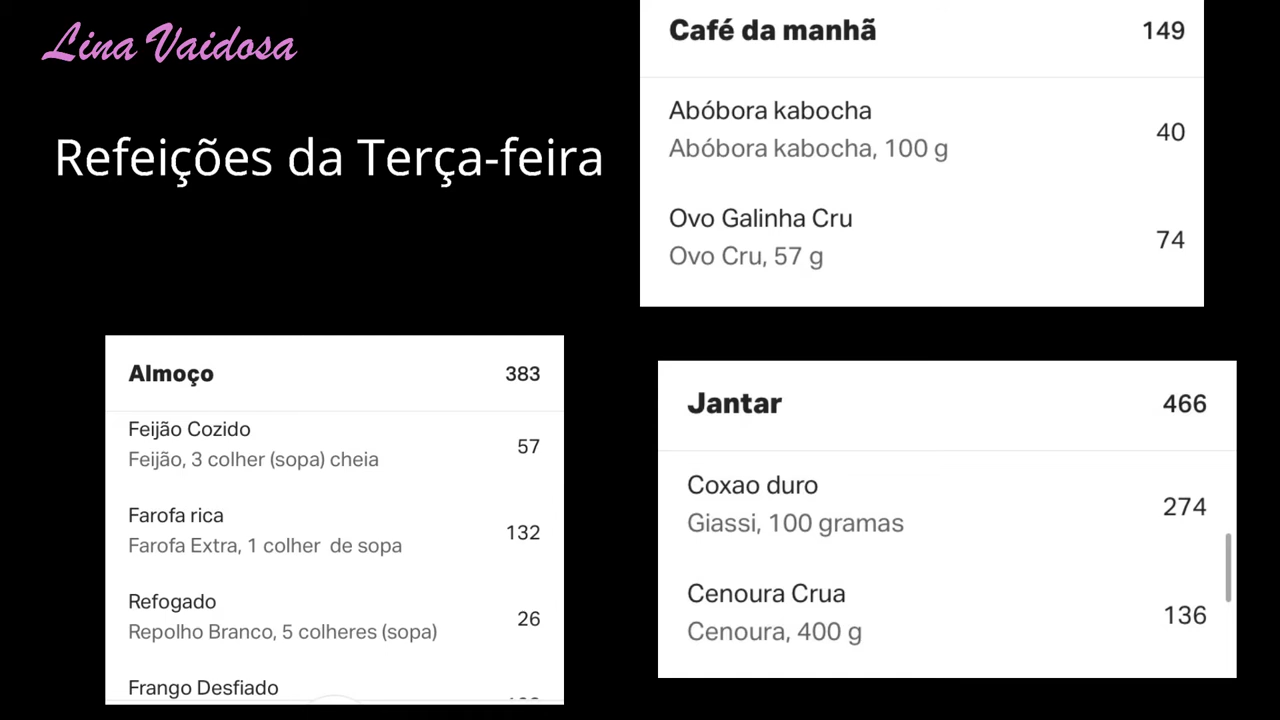 Lina Vaidosa
Refeições da Terça-feira
Café da manhã 149
Abóbora kabocha
Abóbora kabocha, 100 g 40
Ovo Galinha Cru
Ovo Cru, 57 g 74
Almoço 383
Feijão Cozido
Feijão, 3 colher (sopa) cheia 57
Farofa rica
Farofa Extra, 1 colher de sopa 132
Refogado
Repolho Branco, 5 colheres (sopa) 26
Frango Desfiado
Jantar 466
Coxao duro
Giassi, 100 gramas 274
Cenoura Crua
Cenoura, 400 g 136